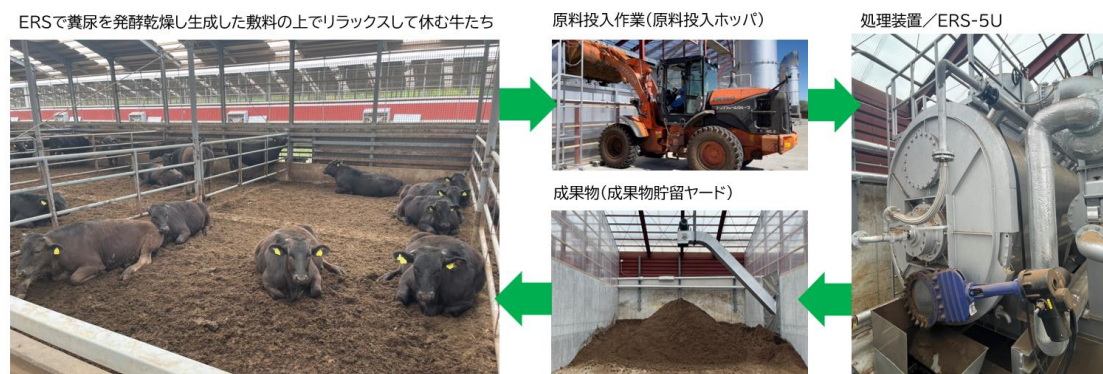 ERSで糞尿を発酵乾燥し生成した敷料の上でリラックスして休む牛たち
原料投入作業(原料投入ホッパ)
処理装置／ERS-5U
成果物(成果物貯留ヤード)